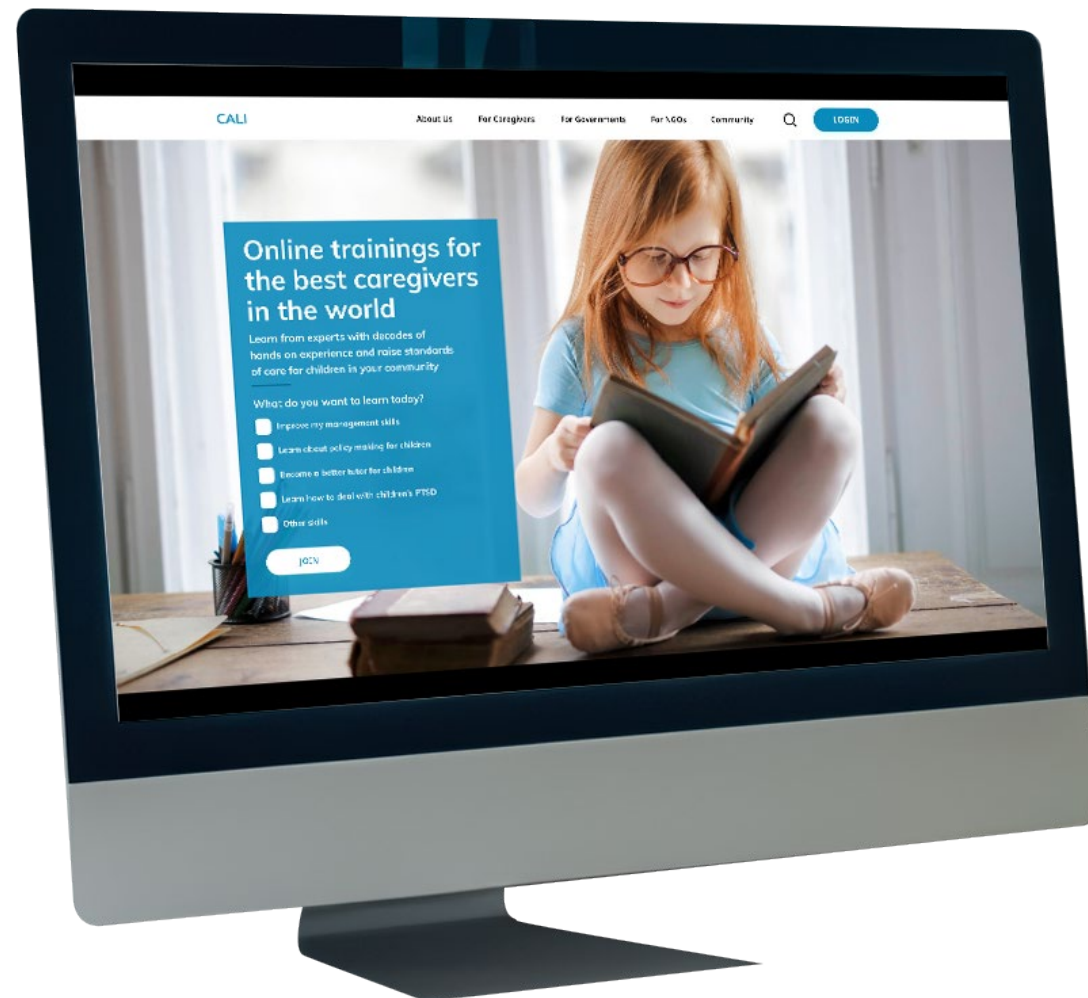 CALI
About Us For Caregivers For Governments For NGOs Community LOGIN
Online trainings for
the best caregivers
in the world
Learn from experts with decades of
hands on experience and raise standards
of care for children in your community
What do you want to learn today?
Improve my management skills
Learn about policy making for children
Become a better tutor for children
Learn how to deal with children's PTSD
Other skills
JOIN